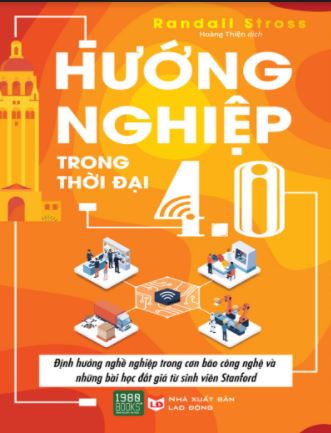 Randall Stross
Hoàng Thiện dịch
HƯỚNG
NGHIỆP
TRONG
THỜI ĐẠI
4.0
Định hướng nghề nghiệp trong cơn bão công nghệ và
những bài học đắt giá từ sinh viên Stanford
1980
BOOKS
LĐ
NHÀ XUẤT BẢN
LAO ĐỘNG